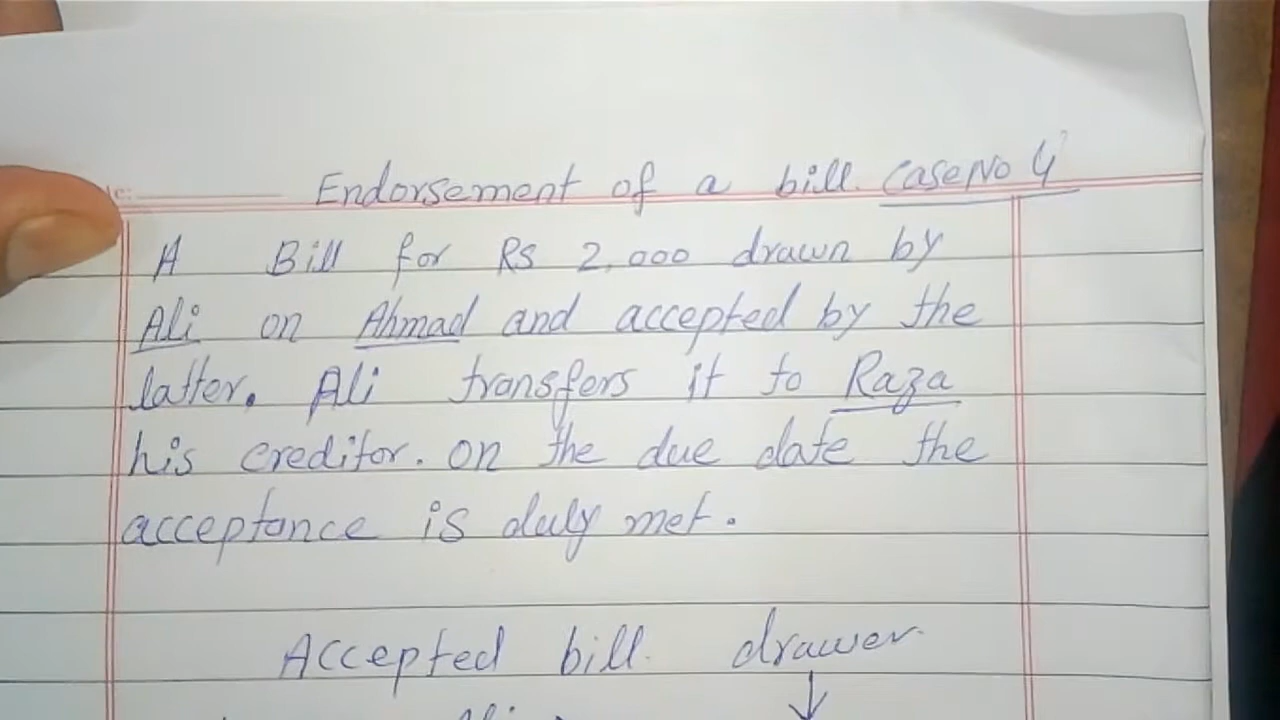 Endorsement of a bill. Case No 4
A Bill for Rs 2,000 drawn by
Ali on Ahmad and accepted by the
latter. Ali transfers it to Raza
his creditor. on the due date the
acceptance is duly met.
Accepted bill. drawer.
Ali